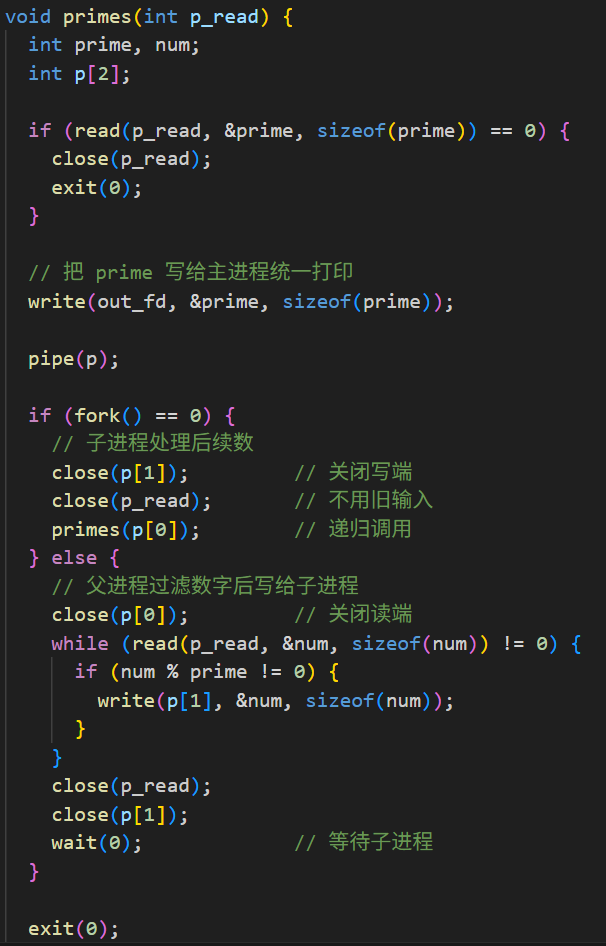 void primes(int p_read) {
  int prime, num;
  int p[2];

  if (read(p_read, &prime, sizeof(prime)) == 0) {
    close(p_read);
    exit(0);
  }

  // 把 prime 写给主进程统一打印
  write(out_fd, &prime, sizeof(prime));

  pipe(p);

  if (fork() == 0) {
    // 子进程处理后续数
    close(p[1]);         // 关闭写端
    close(p_read);       // 不用旧输入
    primes(p[0]);        // 递归调用
  } else {
    // 父进程过滤数字后写给子进程
    close(p[0]);         // 关闭读端
    while (read(p_read, &num, sizeof(num)) != 0) {
      if (num % prime != 0) {
        write(p[1], &num, sizeof(num));
      }
    }
    close(p_read);
    close(p[1]);
    wait(0);             // 等待子进程
  }

  exit(0);